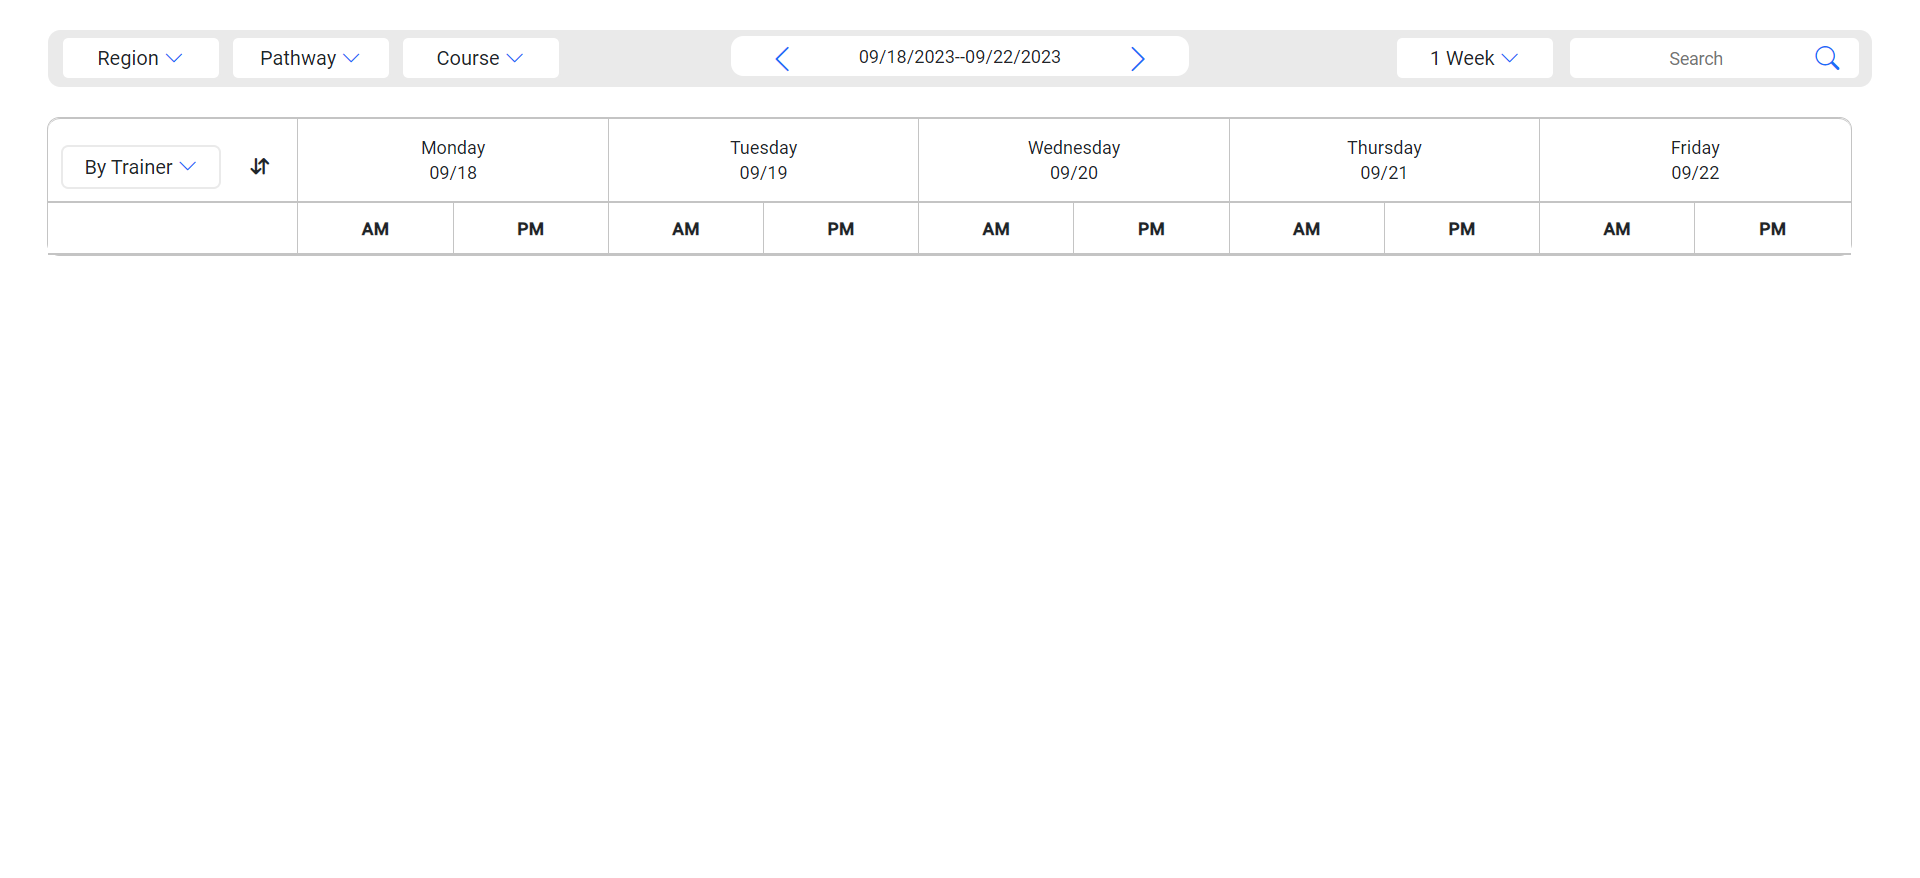 Region Pathway Course 09/18/2023--09/22/2023 1 Week Search
By Trainer
Monday Tuesday Wednesday Thursday Friday
09/18 09/19 09/20 09/21 09/22
AM PM AM PM AM PM AM PM AM PM